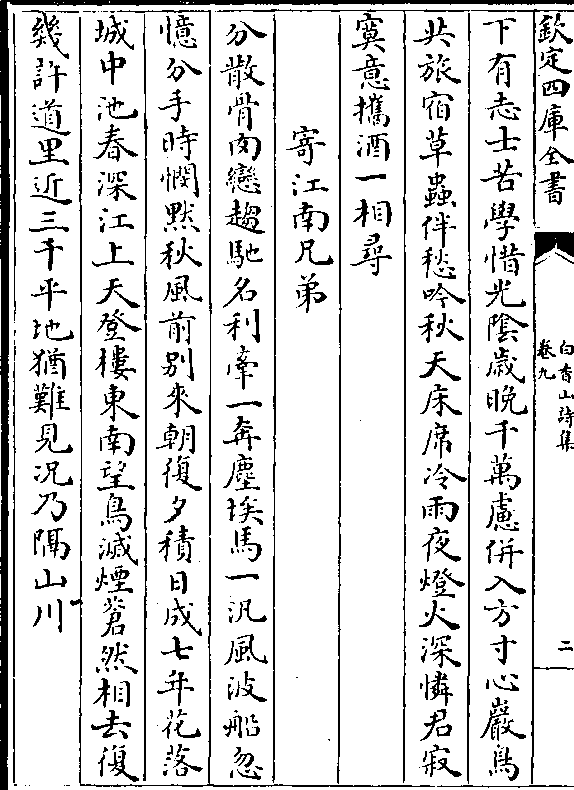 欽定四庫全書
白香山詩集
卷九
二
下有志士苦學惜光陰歳晩千萬慮併入方寸心巖鳥
共旅宿草蟲伴愁吟秋天床席冷雨夜燈火深憐君寂
寞意攜酒一相尋
寄江南兄弟
分散骨肉戀趨馳名利牽一奔塵埃馬一汎風波船忽
憶分手時憫默秋風前别來朝復夕積日成七年花落
城中池春深江上天登樓東南望鳥滅煙蒼然相去復
幾許道里近三千平地猶難見況乃隔山川